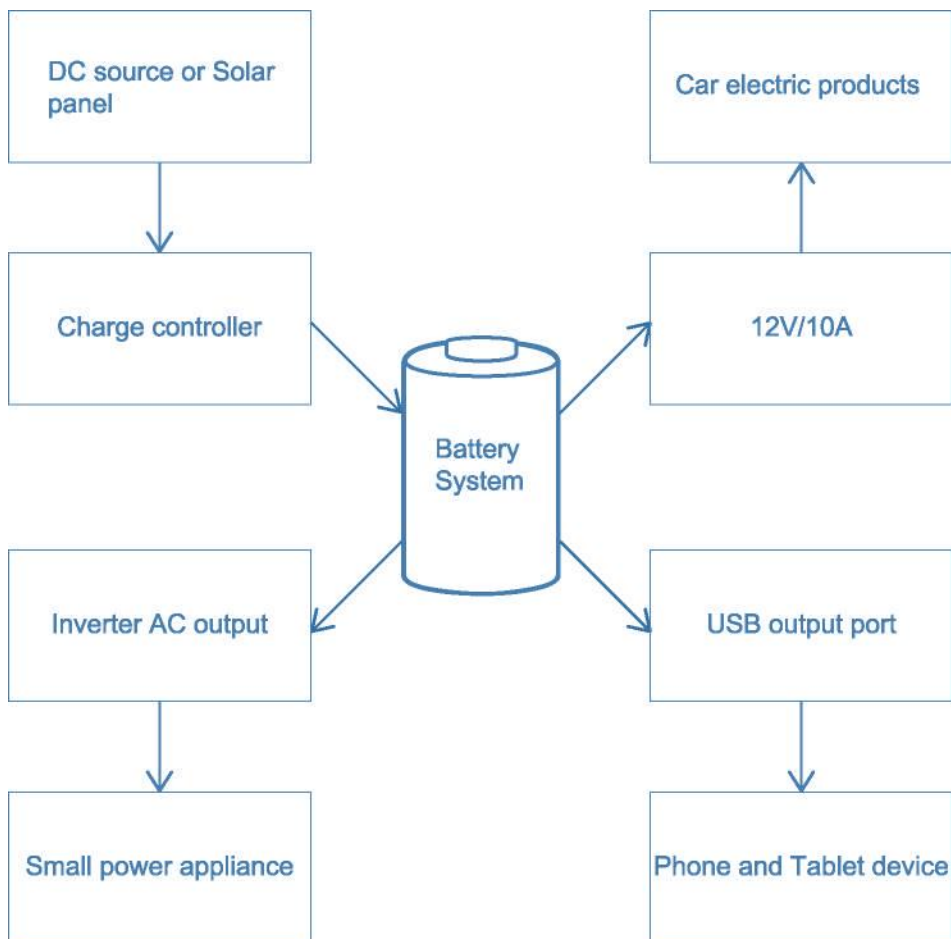 DC source or Solar
panel
Car electric products
Charge controller
12V/10A
Battery
System
Inverter AC output
USB output port
Small power appliance
Phone and Tablet device